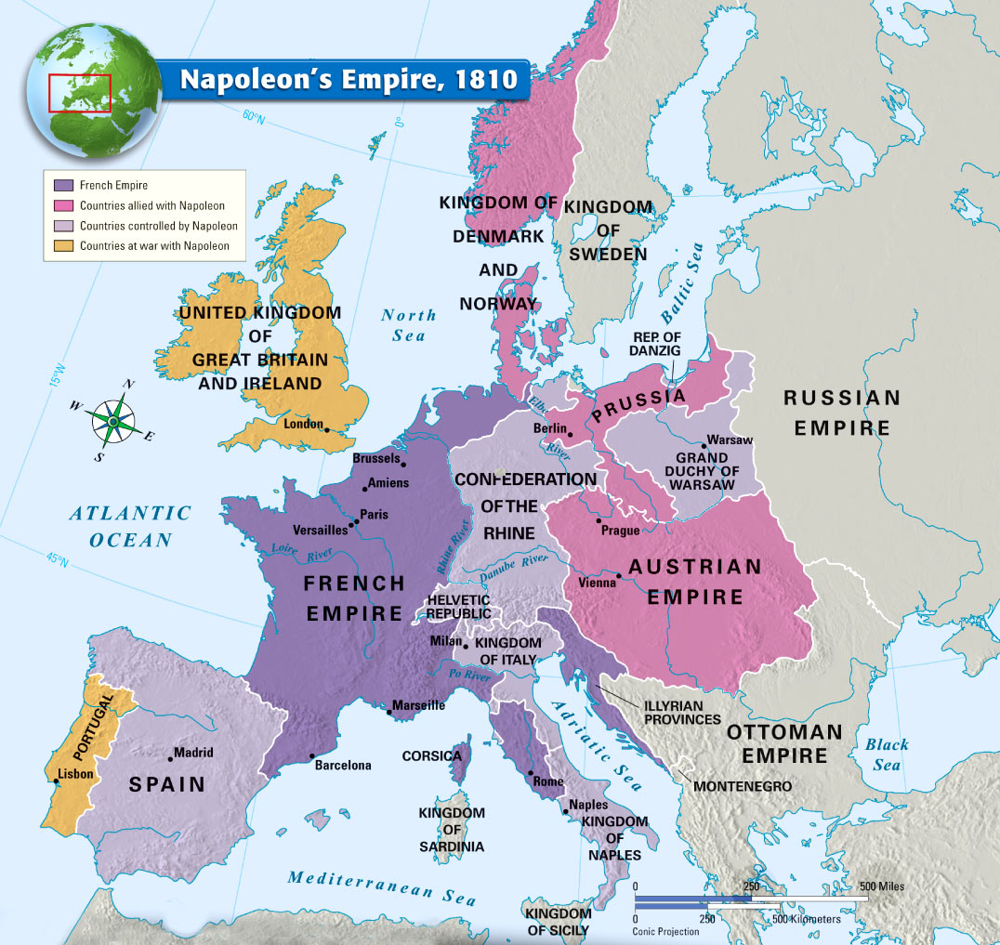 Napoleon's Empire, 1810
60°N
0°
French Empire
Countries allied with Napoleon
Countries controlled by Napoleon
Countries at war with Napoleon
KINGDOM OF
DENMARK
AND
NORWAY
KINGDOM
OF
SWEDEN
Baltic Sea
North
Sea
UNITED KINGDOM
OF
GREAT BRITAIN
AND IRELAND
London
15°W
N
W
E
S
REP. OF
DANZIG
PRUSSIA
RUSSIAN
EMPIRE
Elbe
River
Berlin
Warsaw
GRAND
DUCHY OF
WARSAW
Brussels
Amiens
Paris
Versailles
CONFEDERATION
OF THE
RHINE
ATLANTIC
OCEAN
45°N
Loire River
Rhine River
Danube River
Prague
Vienna
AUSTRIAN
EMPIRE
FRENCH
EMPIRE
HELVETIC
REPUBLIC
Milan
KINGDOM
OF ITALY
Po River
Marseille
ILLYRIAN
PROVINCES
OTTOMAN
EMPIRE
Black
Sea
MONTENEGRO
Adriatic Sea
PORTUGAL
Lisbon
Madrid
SPAIN
Barcelona
CORSICA
Rome
Naples
KINGDOM
OF
NAPLES
KINGDOM
OF
SARDINIA
Mediterranean Sea
KINGDOM
OF SICILY
0 250 500 Miles
0 250 500 Kilometers
Conic Projection